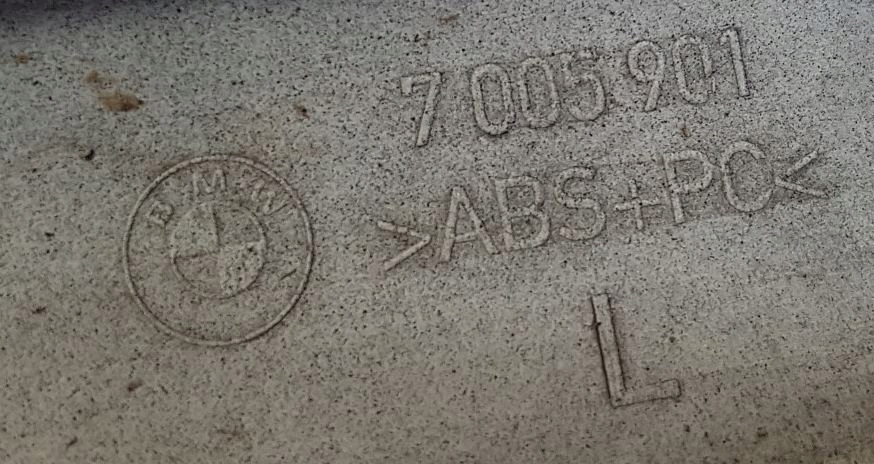 7 005 901
BMW
>ABS+PC<
L